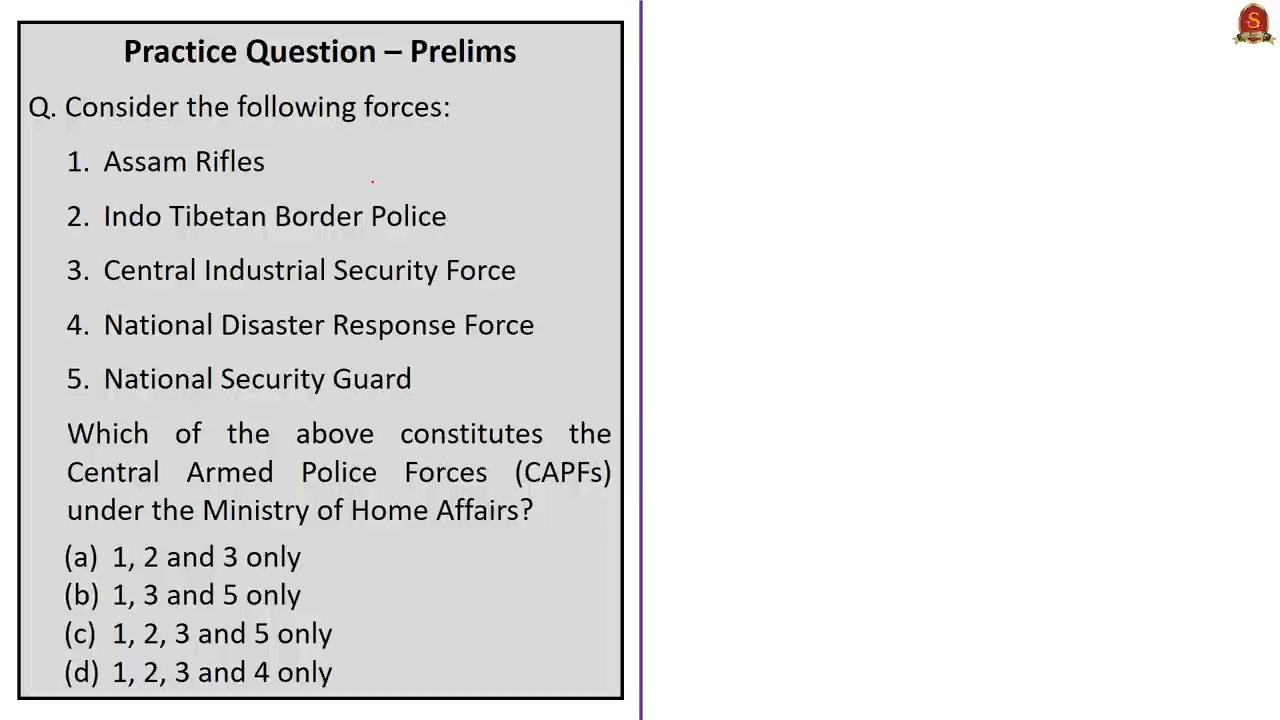 Practice Question – Prelims
Q. Consider the following forces:
1. Assam Rifles
2. Indo Tibetan Border Police
3. Central Industrial Security Force
4. National Disaster Response Force
5. National Security Guard
Which of the above constitutes the
Central Armed Police Forces (CAPFs)
under the Ministry of Home Affairs?
(a) 1, 2 and 3 only
(b) 1, 3 and 5 only
(c) 1, 2, 3 and 5 only
(d) 1, 2, 3 and 4 only